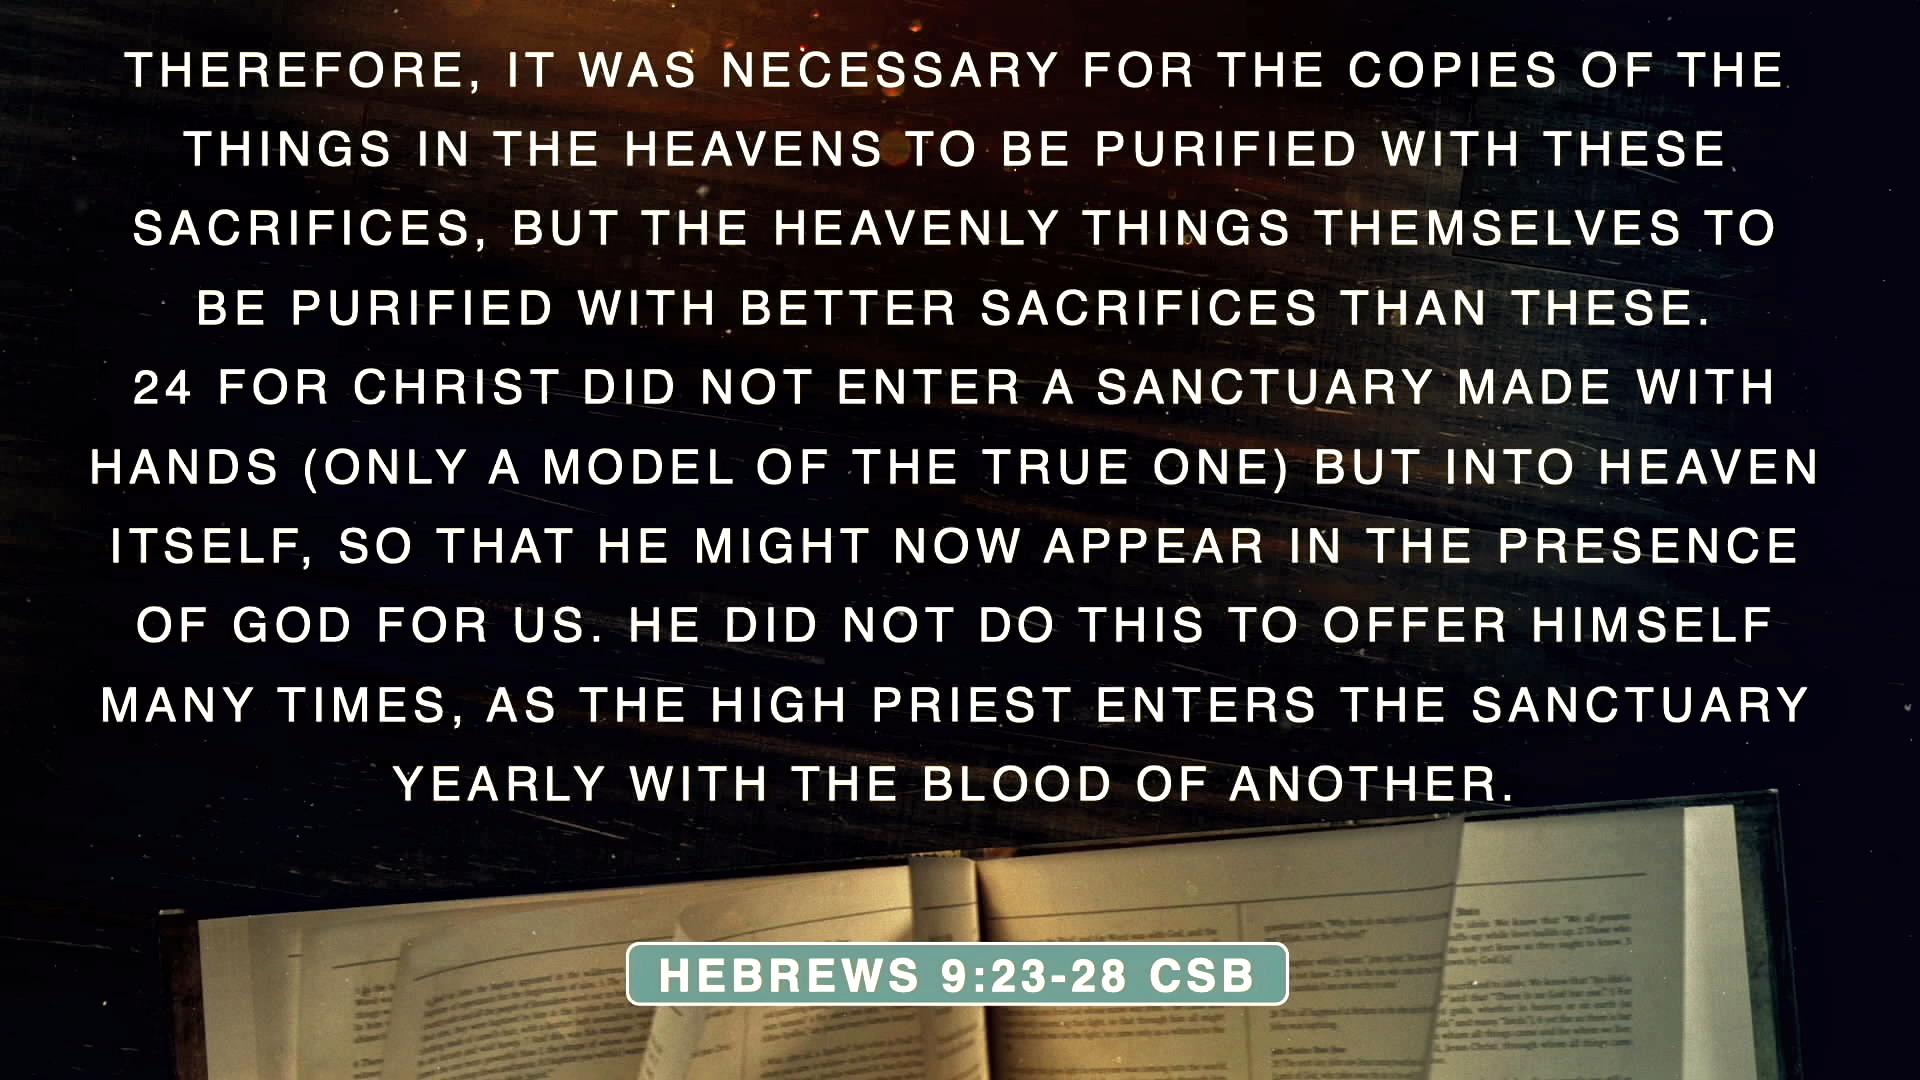 THEREFORE, IT WAS NECESSARY FOR THE COPIES OF THE
THINGS IN THE HEAVENS TO BE PURIFIED WITH THESE
SACRIFICES, BUT THE HEAVENLY THINGS THEMSELVES TO
BE PURIFIED WITH BETTER SACRIFICES THAN THESE.
24 FOR CHRIST DID NOT ENTER A SANCTUARY MADE WITH
HANDS (ONLY A MODEL OF THE TRUE ONE) BUT INTO HEAVEN
ITSELF, SO THAT HE MIGHT NOW APPEAR IN THE PRESENCE
OF GOD FOR US. HE DID NOT DO THIS TO OFFER HIMSELF
MANY TIMES, AS THE HIGH PRIEST ENTERS THE SANCTUARY
YEARLY WITH THE BLOOD OF ANOTHER.
HEBREWS 9:23-28 CSB